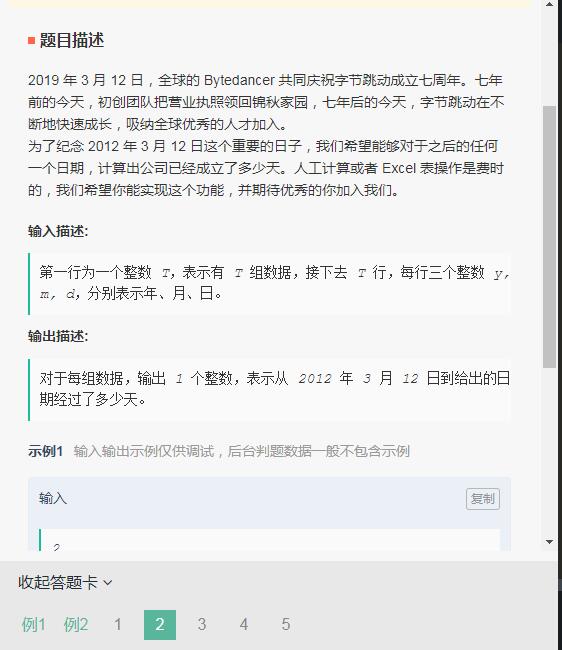 题目描述
2019 年 3 月 12 日，全球的 Bytedancer 共同庆祝字节跳动成立七周年。七年
前的今天，初创团队把营业执照领回锦秋家园，七年后的今天，字节跳动在不
断地快速成长，吸纳全球优秀的人才加入。
为了纪念 2012 年 3 月 12 日这个重要的日子，我们希望能够对于之后的任何
一个日期，计算出公司已经成立了多少天。人工计算或者 Excel 表操作是费时
的，我们希望你能实现这个功能，并期待优秀的你加入我们。
输入描述:
第一行为一个整数 T，表示有 T 组数据，接下去 T 行，每行三个整数 y,
m, d，分别表示年、月、日。
输出描述:
对于每组数据，输出 1 个整数，表示从 2012 年 3 月 12 日到给出的日
期经过了多少天。
示例1 输入输出示例仅供调试，后台判题数据一般不包含示例
输入 复制
2
收起答题卡
例1 例2 1 2 3 4 5